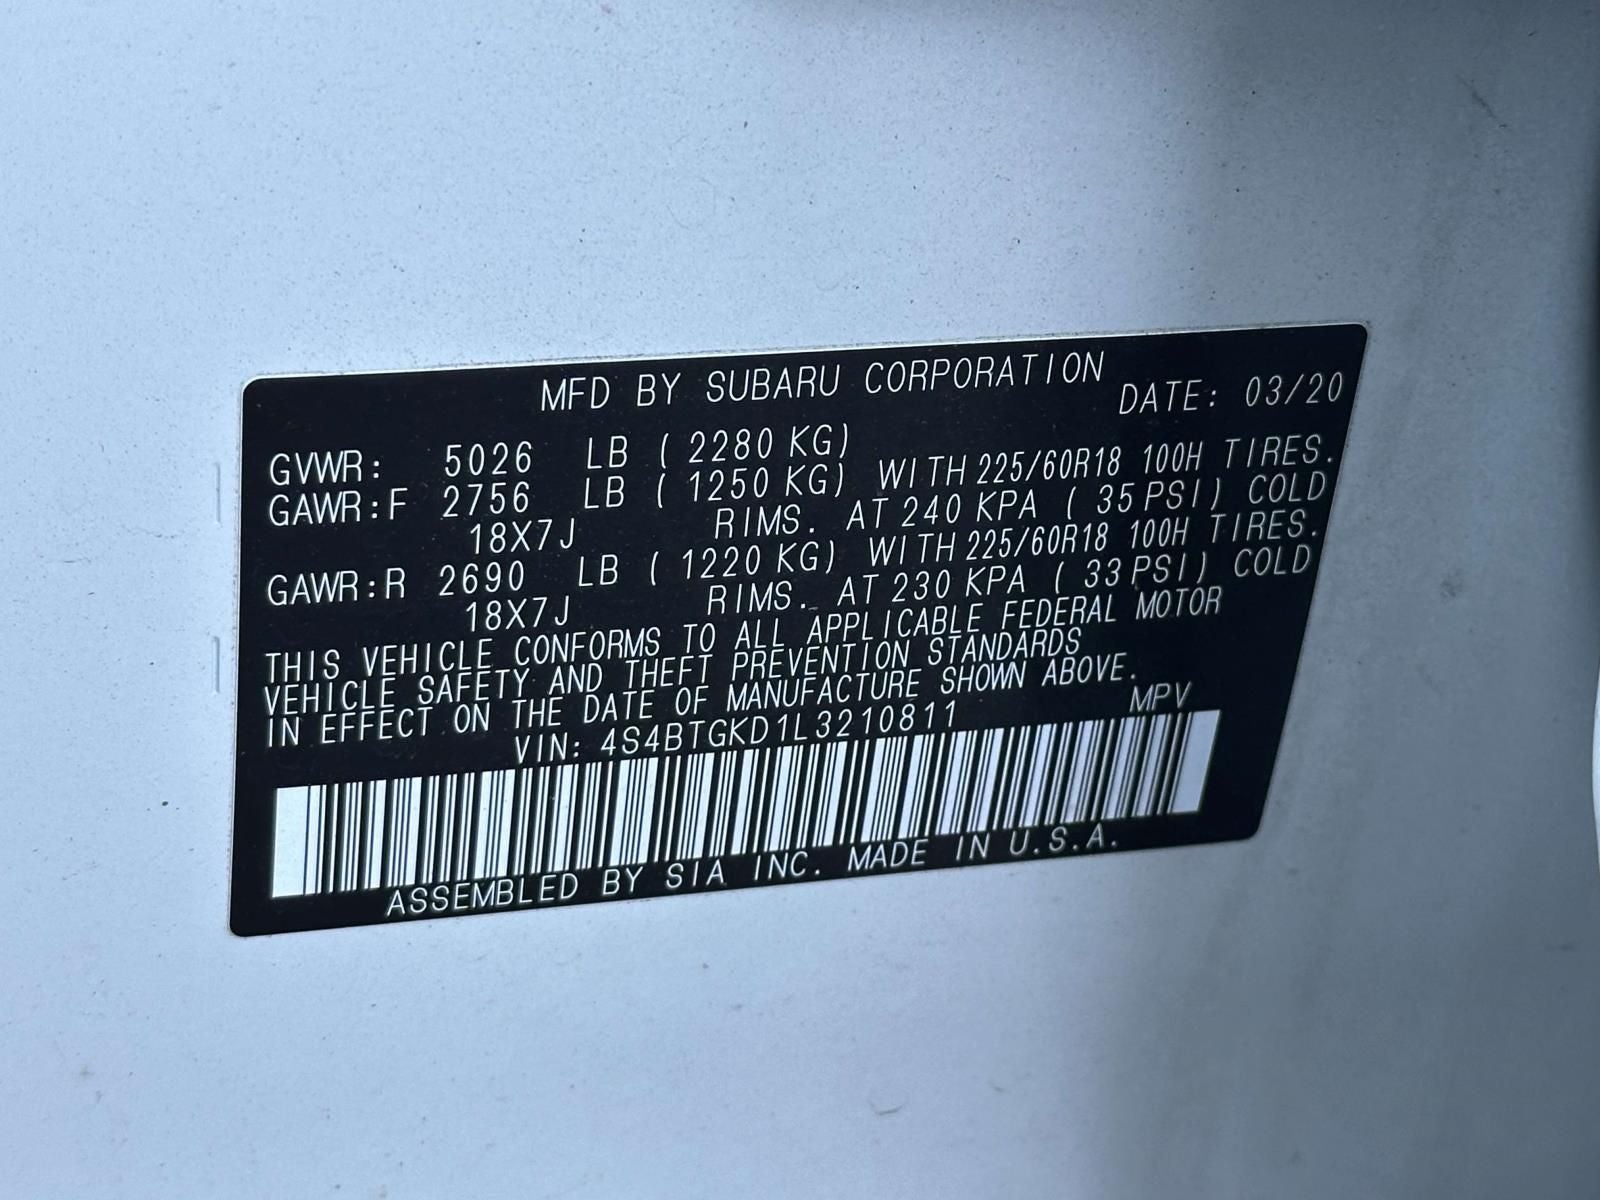 MFD BY SUBARU CORPORATION DATE: 03/20
GVWR: 5026 LB ( 2280 KG)
GAWR:F 2756 LB ( 1250 KG) WITH 225/60R18 100H TIRES.
18X7J RIMS. AT 240 KPA ( 35 PSI) COLD
GAWR:R 2690 LB ( 1220 KG) WITH 225/60R18 100H TIRES.
18X7J RIMS. AT 230 KPA ( 33 PSI) COLD
THIS VEHICLE CONFORMS TO ALL APPLICABLE FEDERAL MOTOR
VEHICLE SAFETY AND THEFT PREVENTION STANDARDS
IN EFFECT ON THE DATE OF MANUFACTURE SHOWN ABOVE.
VIN: 4S4BTGKD1L3210811 MPV
ASSEMBLED BY SIA INC. MADE IN U.S.A.